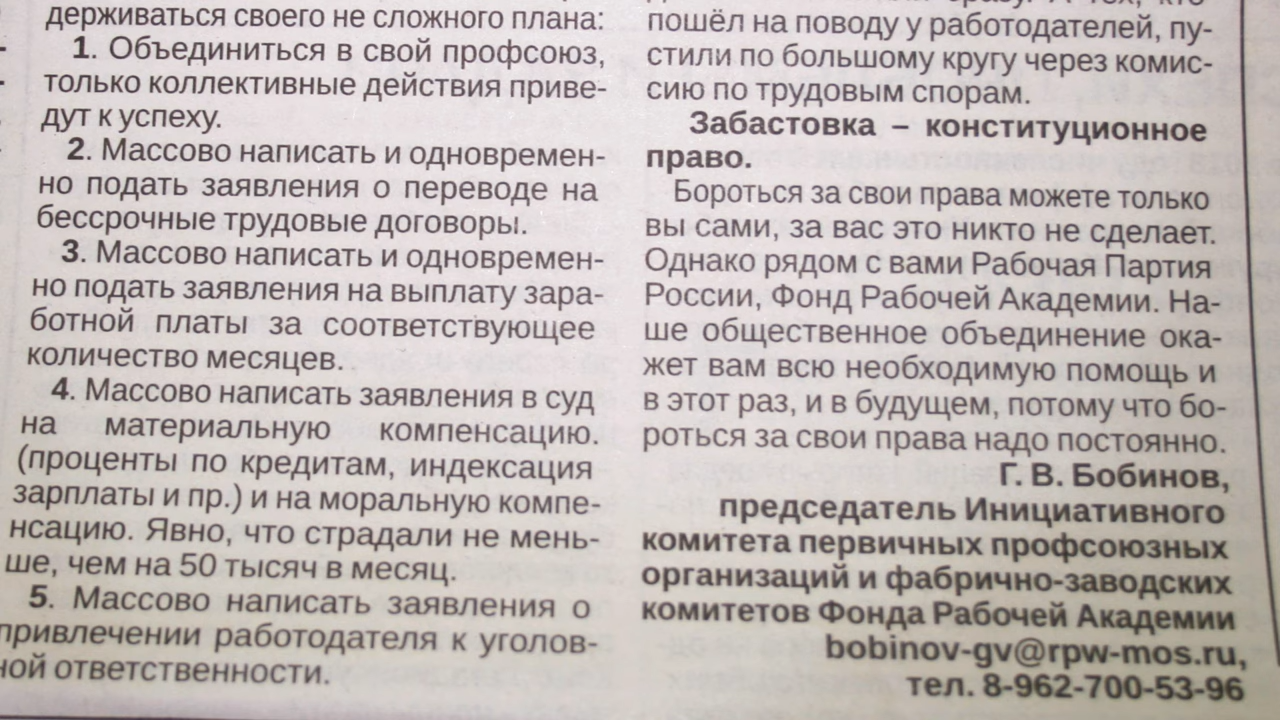 держиваться своего не сложного плана:
1. Объединиться в свой профсоюз,
только коллективные действия приве-
дут к успеху.
2. Массово написать и одновремен-
но подать заявления о переводе на
бессрочные трудовые договоры.
3. Массово написать и одновремен-
но подать заявления на выплату зара-
ботной платы за соответствующее
количество месяцев.
4. Массово написать заявления в суд
на материальную компенсацию.
(проценты по кредитам, индексация
зарплаты и пр.) и на моральную компе-
нсацию. Явно, что страдали не мень-
ше, чем на 50 тысяч в месяц.
5. Массово написать заявления о
привлечении работодателя к уголов-
ной ответственности.
сразу. А тех, кто
пошёл на поводу у работодателей, пу-
стили по большому кругу через комис-
сию по трудовым спорам.
Забастовка – конституционное
право.
Бороться за свои права можете только
вы сами, за вас это никто не сделает.
Однако рядом с вами Рабочая Партия
России, Фонд Рабочей Академии. На-
ше общественное объединение ока-
жет вам всю необходимую помощь и
в этот раз, и в будущем, потому что бо-
роться за свои права надо постоянно.
Г. В. Бобинов,
председатель Инициативного
комитета первичных профсоюзных
организаций и фабрично-заводских
комитетов Фонда Рабочей Академии
bobinov-gv@rpw-mos.ru,
тел. 8-962-700-53-96